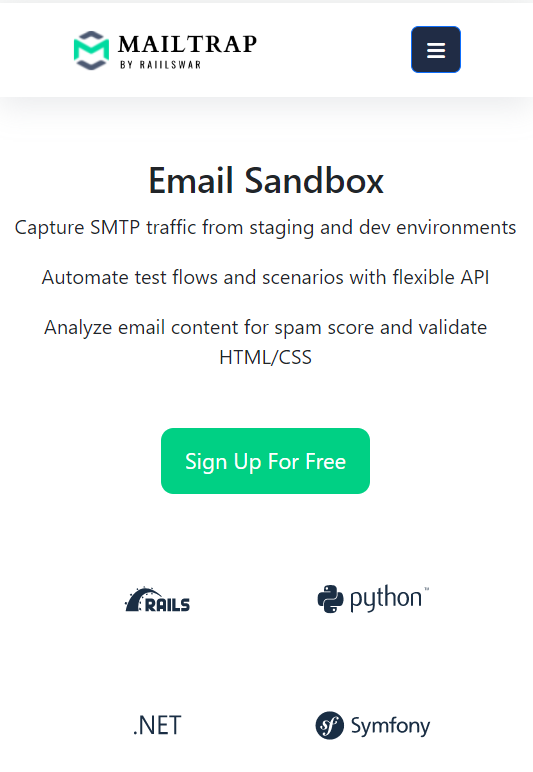 MAILTRAP
BY RAIILSWAR
Email Sandbox
Capture SMTP traffic from staging and dev environments
Automate test flows and scenarios with flexible API
Analyze email content for spam score and validate
HTML/CSS
Sign Up For Free
RAILS
python™
.NET
sf Symfony